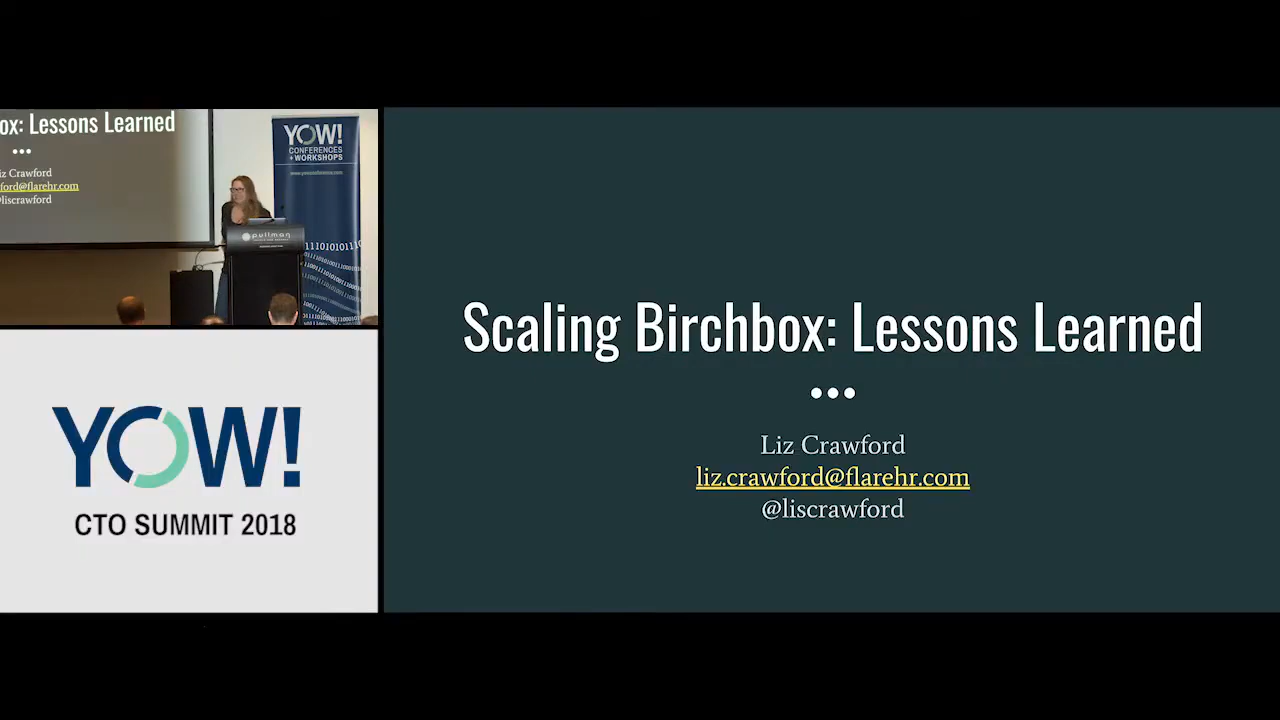 ox: Lessons Learned
iz Crawford
ford@flarehr.com
liscrawford
YOW!
CONFERENCES
+ WORKSHOPS
pullman
YOW!
CTO SUMMIT 2018
Scaling Birchbox: Lessons Learned
Liz Crawford
liz.crawford@flarehr.com
@liscrawford